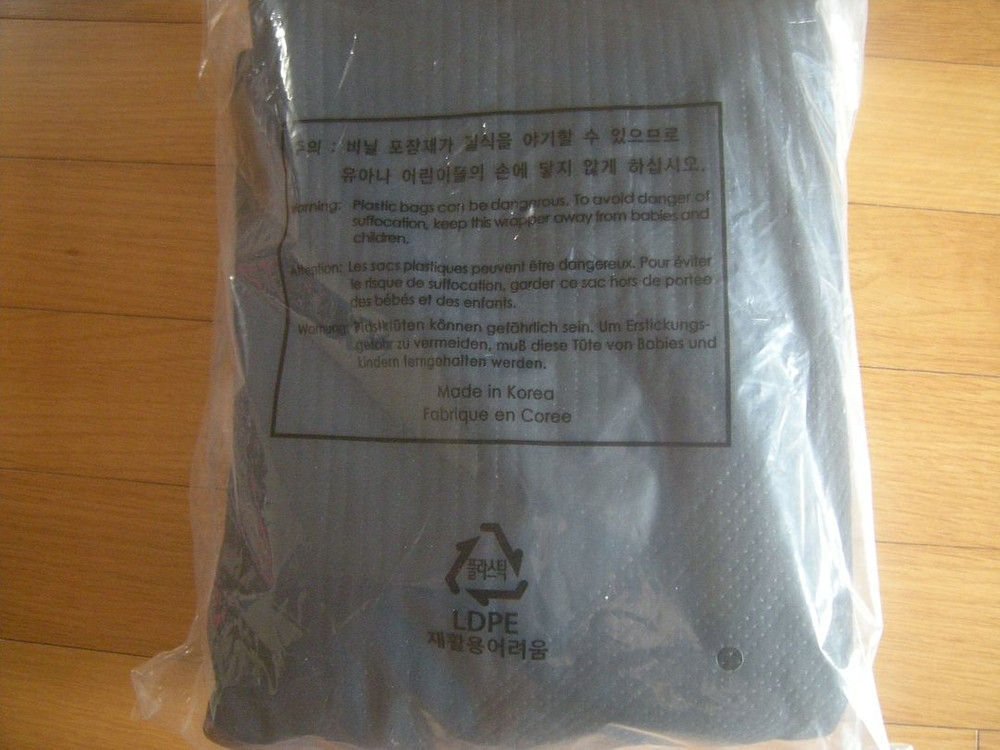 주의 : 비닐 포장재가 질식을 야기할 수 있으므로
유아나 어린이들의 손에 닿지 않게 하십시오.
Warning: Plastic bags can be dangerous. To avoid danger of
suffocation, keep this wrapper away from babies and
children.
Attention: Les sacs plastiques peuvent être dangereux. Pour éviter
le risque de suffocation, garder ce sac hors de portee
des bébés et des enfants.
Warnung: Plastiktüten können gefährlich sein. Um Erstickungs-
gefahr zu vermeiden, muß diese Tüte von Babies und
kindern ferngehalten werden.
Made in Korea
Fabrique en Coree
플라스틱
LDPE
재활용어려움